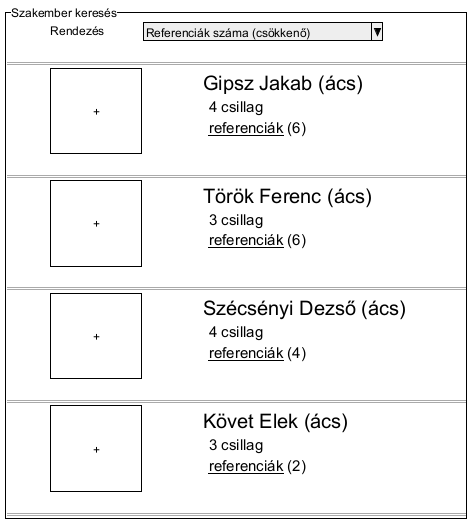 Szakember keresés
Rendezés
Referenciák száma (csökkenő)
Gipsz Jakab (ács)
4 csillag
referenciák (6)
Török Ferenc (ács)
3 csillag
referenciák (6)
Szécsényi Dezső (ács)
4 csillag
referenciák (4)
Követ Elek (ács)
3 csillag
referenciák (2)